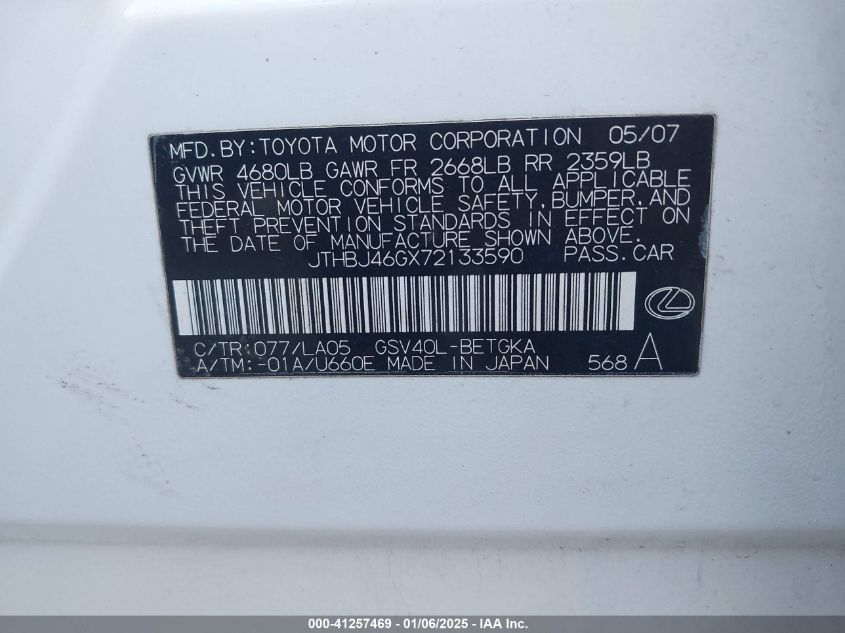 MFD. BY: TOYOTA MOTOR CORPORATION 05/07
GVWR 4680LB GAWR FR 2668LB RR 2359LB
THIS VEHICLE CONFORMS TO ALL APPLICABLE
FEDERAL MOTOR VEHICLE SAFETY, BUMPER, AND
THEFT PREVENTION STANDARDS IN EFFECT ON
THE DATE OF MANUFACTURE SHOWN ABOVE.
JTHBJ46GX72133590 PASS. CAR
C/TR: 077/LA05 GSV40L-BETGKA
A/TM: -01A/U660E MADE IN JAPAN 568 A
000-41257469 - 01/06/2025 - IAA Inc.